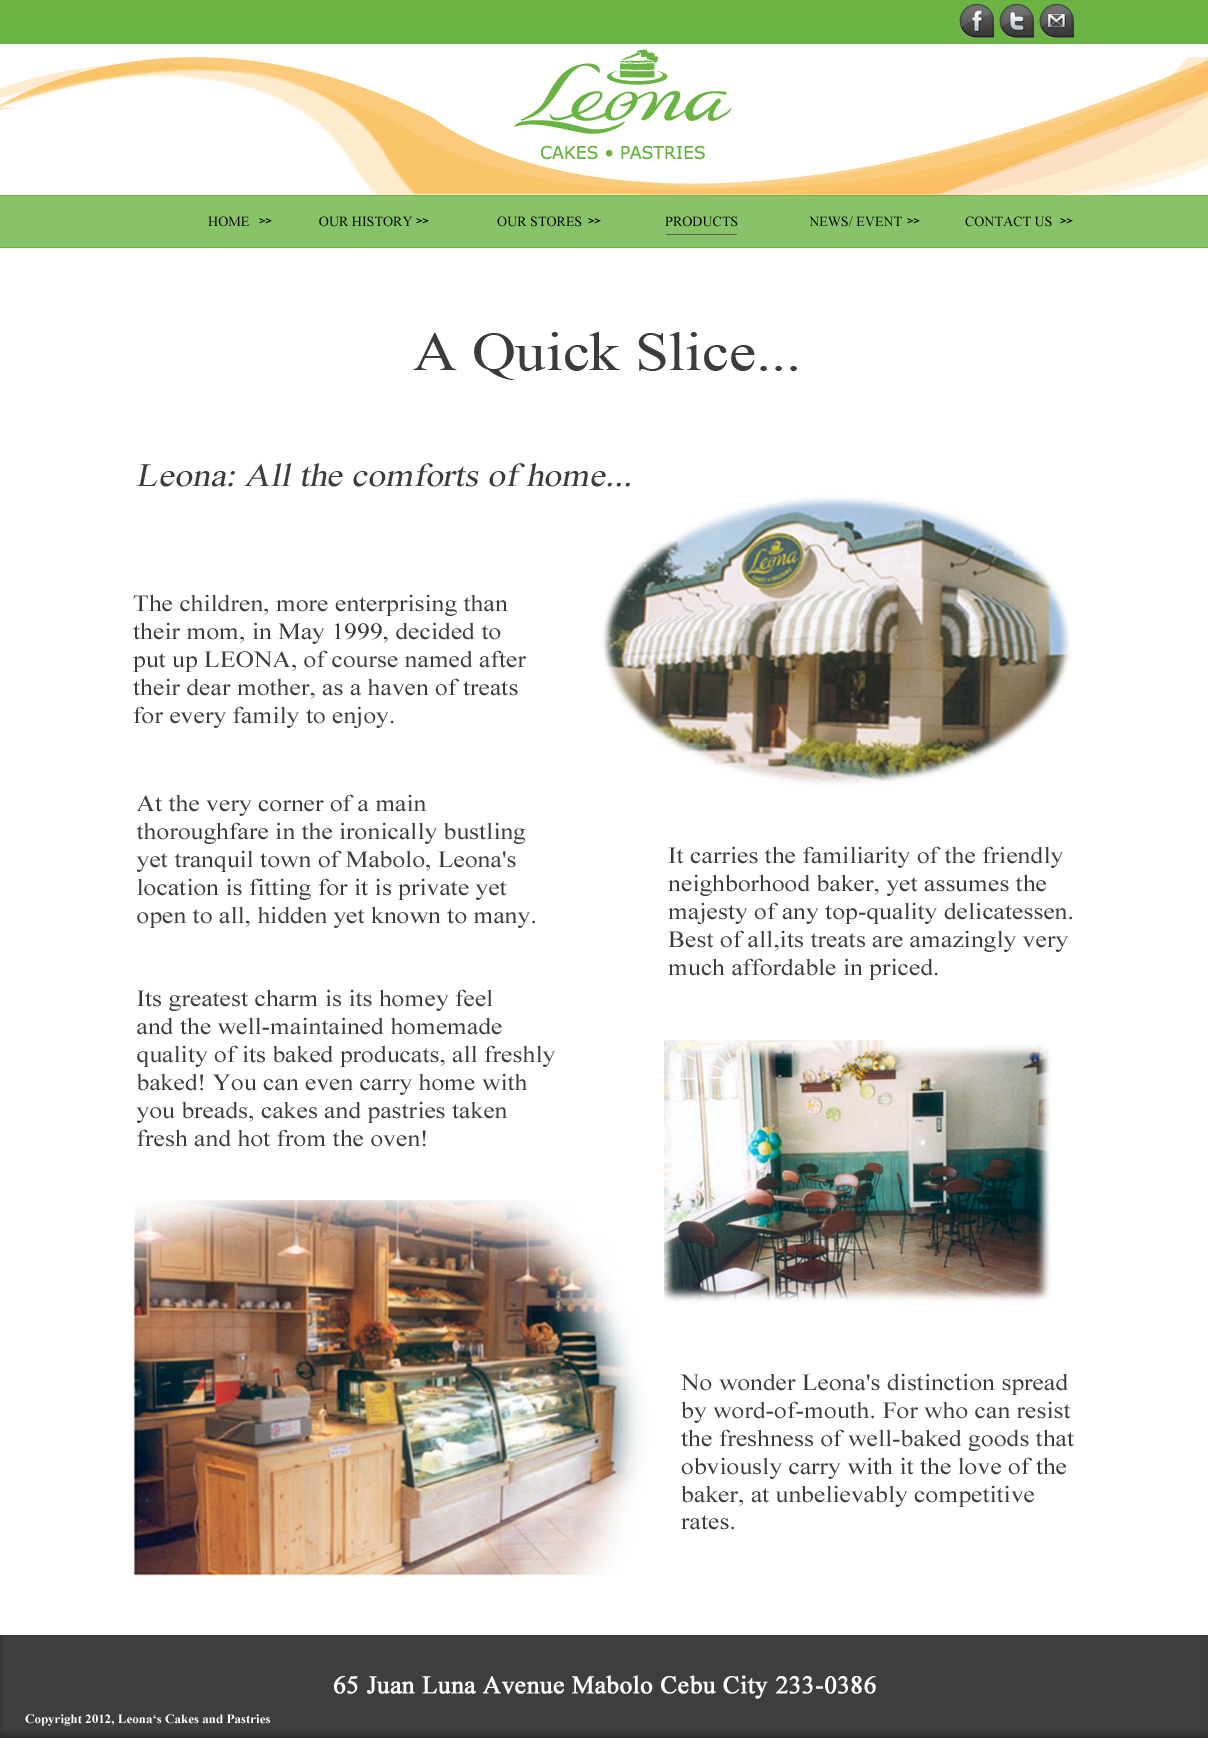 Leona
CAKES • PASTRIES
HOME >> OUR HISTORY >> OUR STORES >> PRODUCTS NEWS/ EVENT >> CONTACT US >>
A Quick Slice...
Leona: All the comforts of home...
Leona
The children, more enterprising than
their mom, in May 1999, decided to
put up LEONA, of course named after
their dear mother, as a haven of treats
for every family to enjoy.
At the very corner of a main
thoroughfare in the ironically bustling
yet tranquil town of Mabolo, Leona's
location is fitting for it is private yet
open to all, hidden yet known to many.
It carries the familiarity of the friendly
neighborhood baker, yet assumes the
majesty of any top-quality delicatessen.
Best of all,its treats are amazingly very
much affordable in priced.
Its greatest charm is its homey feel
and the well-maintained homemade
quality of its baked producats, all freshly
baked! You can even carry home with
you breads, cakes and pastries taken
fresh and hot from the oven!
No wonder Leona's distinction spread
by word-of-mouth. For who can resist
the freshness of well-baked goods that
obviously carry with it the love of the
baker, at unbelievably competitive
rates.
65 Juan Luna Avenue Mabolo Cebu City 233-0386
Copyright 2012, Leona‘s Cakes and Pastries